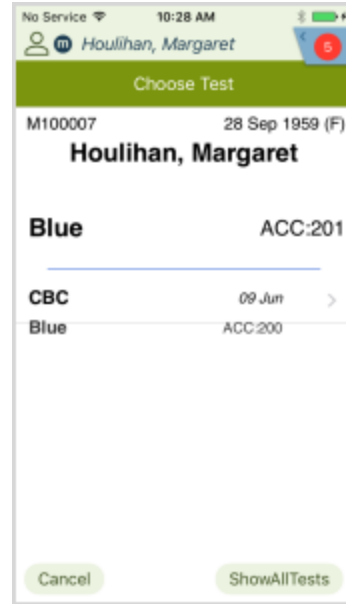 No Service 10:28 AM
m Houlihan, Margaret 5
Choose Test
M100007 28 Sep 1959 (F)
Houlihan, Margaret
Blue ACC:201
CBC 09 Jun
Blue ACC:200
Cancel ShowAllTests